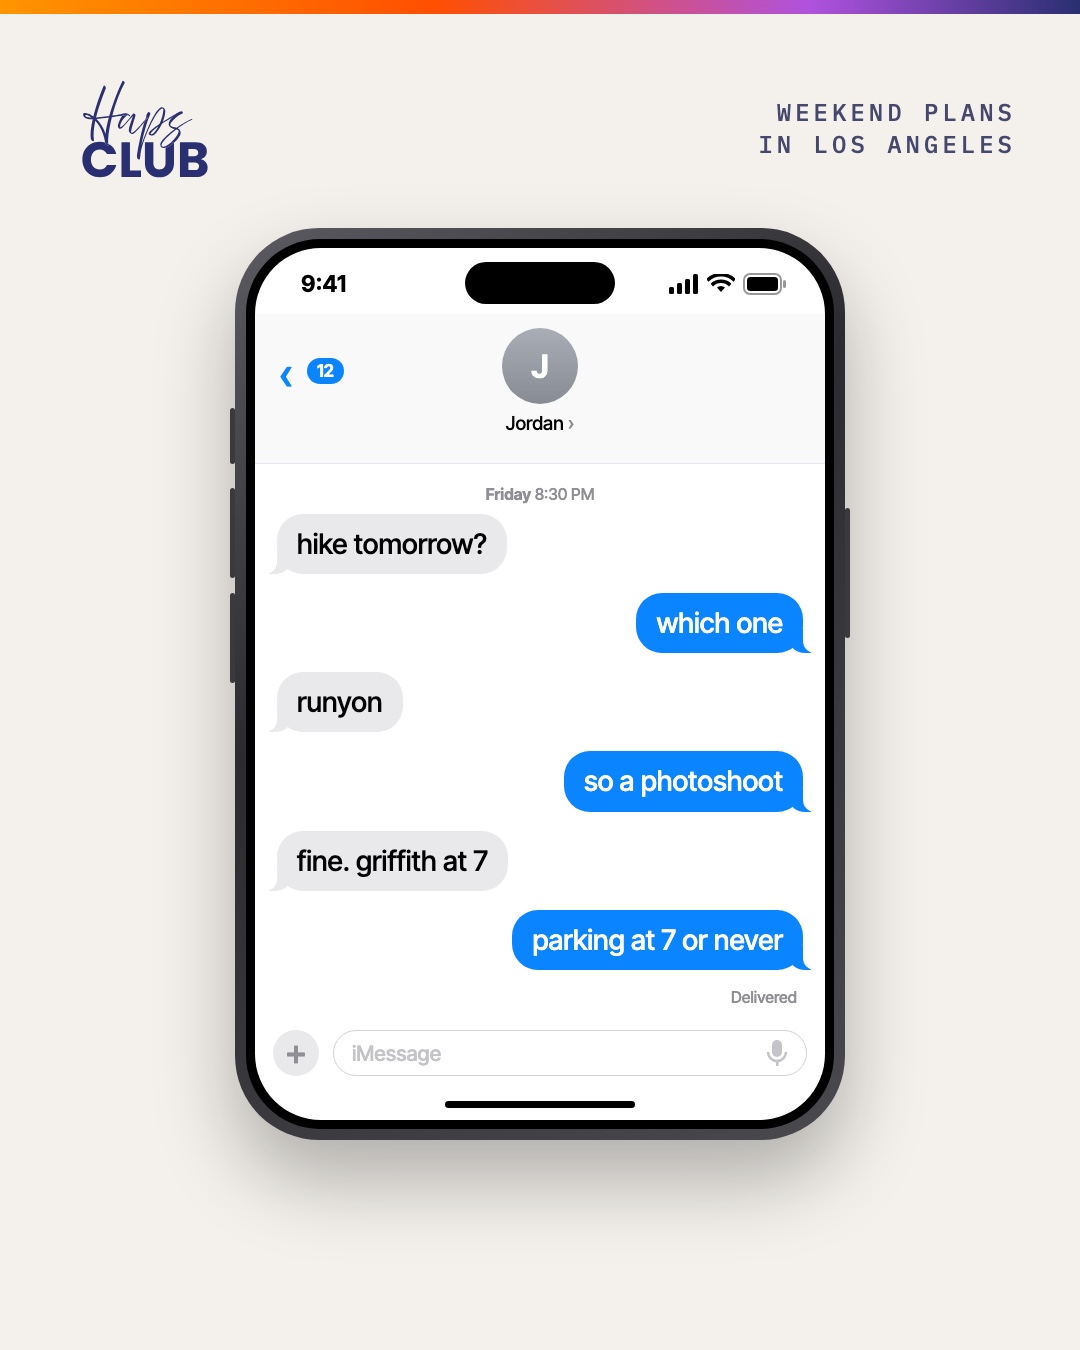 Haps
CLUB
WEEKEND PLANS
IN LOS ANGELES
9:41
12
J
Jordan ›
Friday 8:30 PM
hike tomorrow?
which one
runyon
so a photoshoot
fine. griffith at 7
parking at 7 or never
Delivered
iMessage